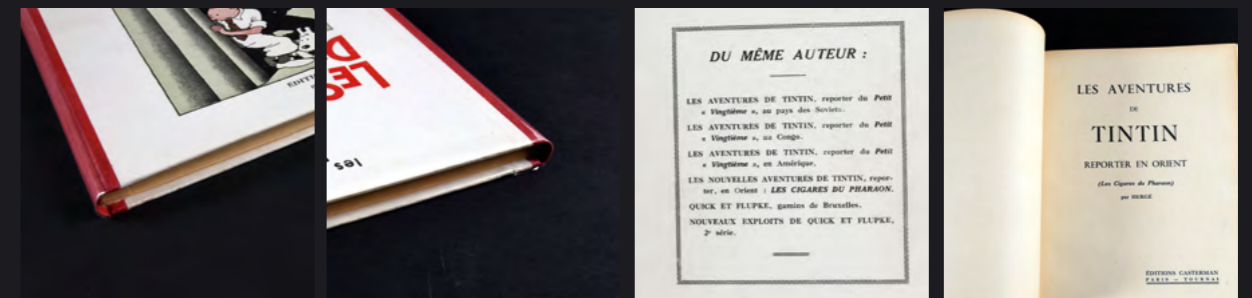 ÉDITI
LES
D
les
DU MÊME AUTEUR :
LES AVENTURES DE TINTIN, reporter du Petit
« Vingtième », au pays des Soviets.
LES AVENTURES DE TINTIN, reporter du Petit
« Vingtième », au Congo.
LES AVENTURES DE TINTIN, reporter du Petit
« Vingtième », en Amérique.
LES NOUVELLES AVENTURES DE TINTIN, repor-
ter, en Orient : LES CIGARES DU PHARAON.
QUICK ET FLUPKE, gamins de Bruxelles.
NOUVEAUX EXPLOITS DE QUICK ET FLUPKE,
2e série.
LES AVENTURES
DE
TINTIN
REPORTER EN ORIENT
(Les Cigares du Pharaon)
par HERGÉ
ÉDITIONS CASTERMAN
PARIS – TOURNAI